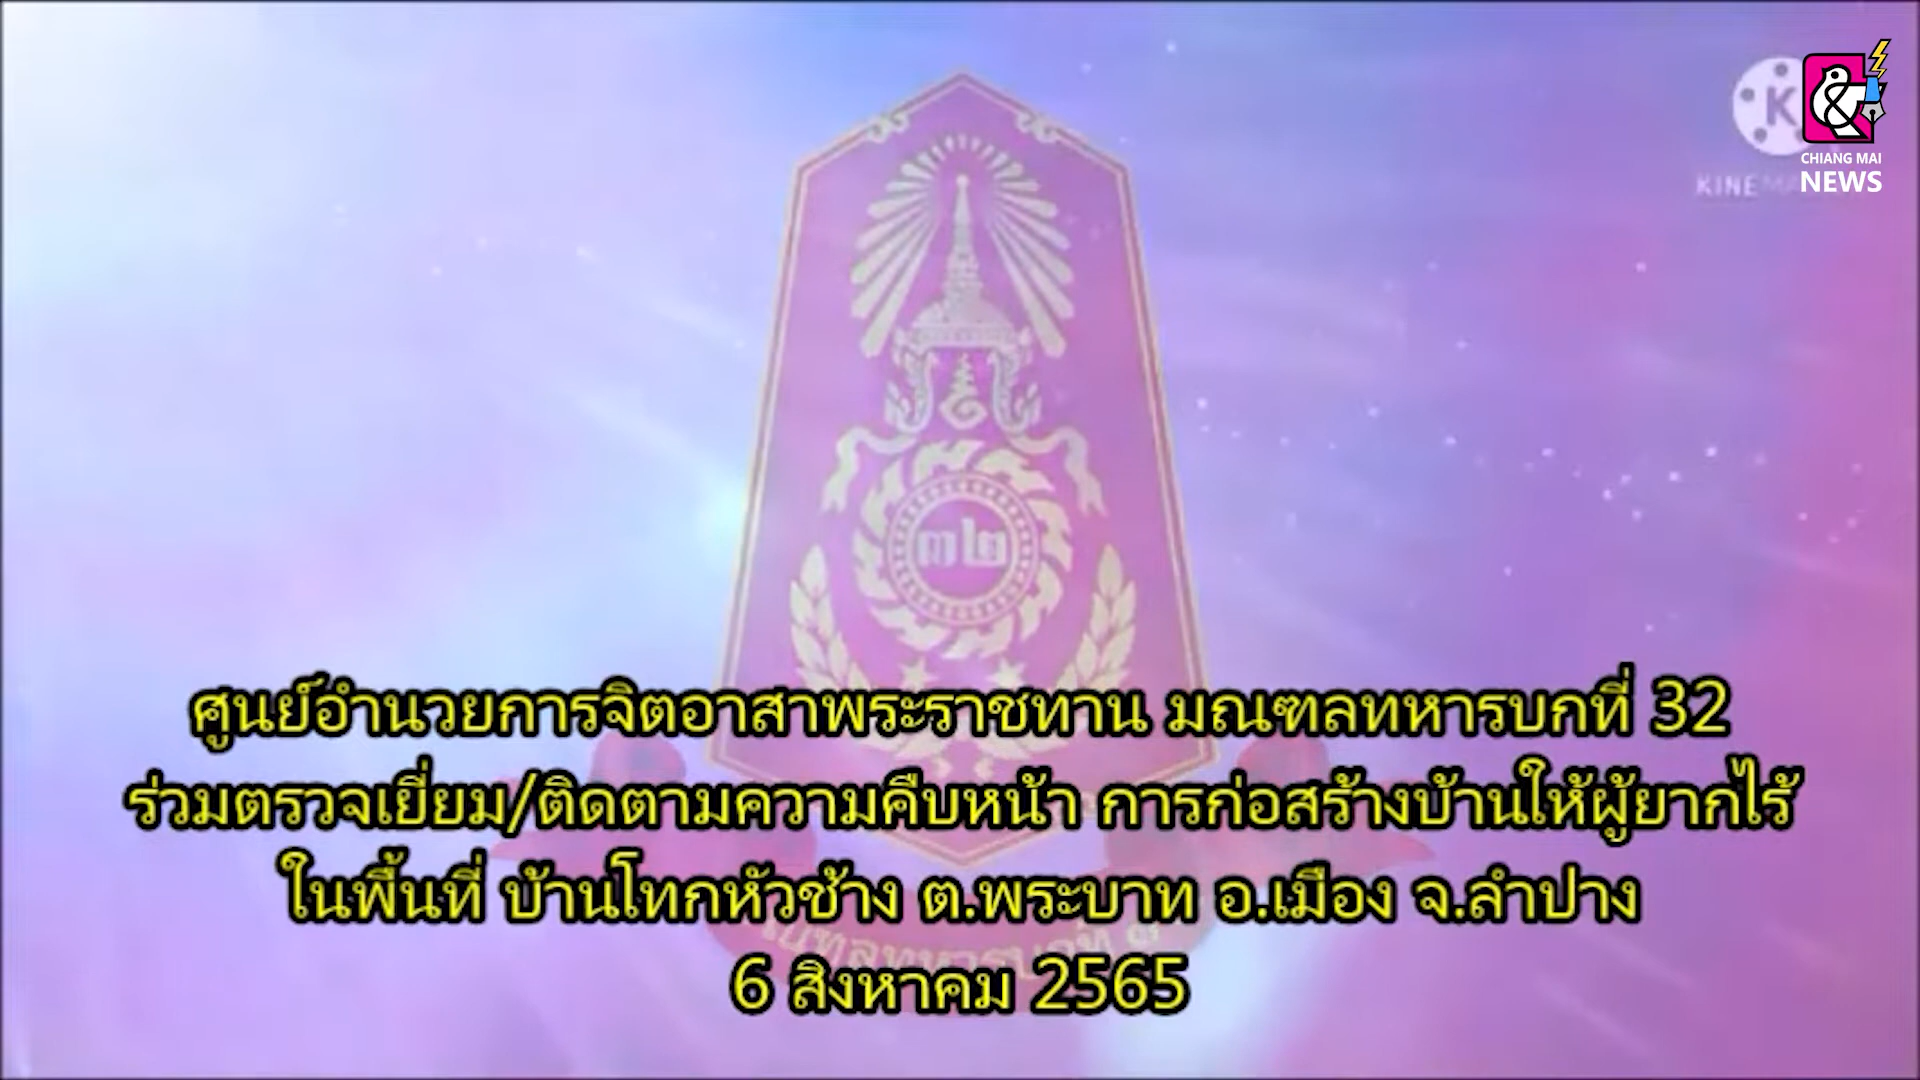 CHIANG MAI
NEWS
๓๒
ศูนย์อำนวยการจิตอาสาพระราชทาน มณฑลทหารบกที่ 32
ร่วมตรวจเยี่ยม/ติดตามความคืบหน้า การก่อสร้างบ้านให้ผู้ยากไร้
ในพื้นที่ บ้านโทกหัวช้าง ต.พระบาท อ.เมือง จ.ลำปาง
6 สิงหาคม 2565